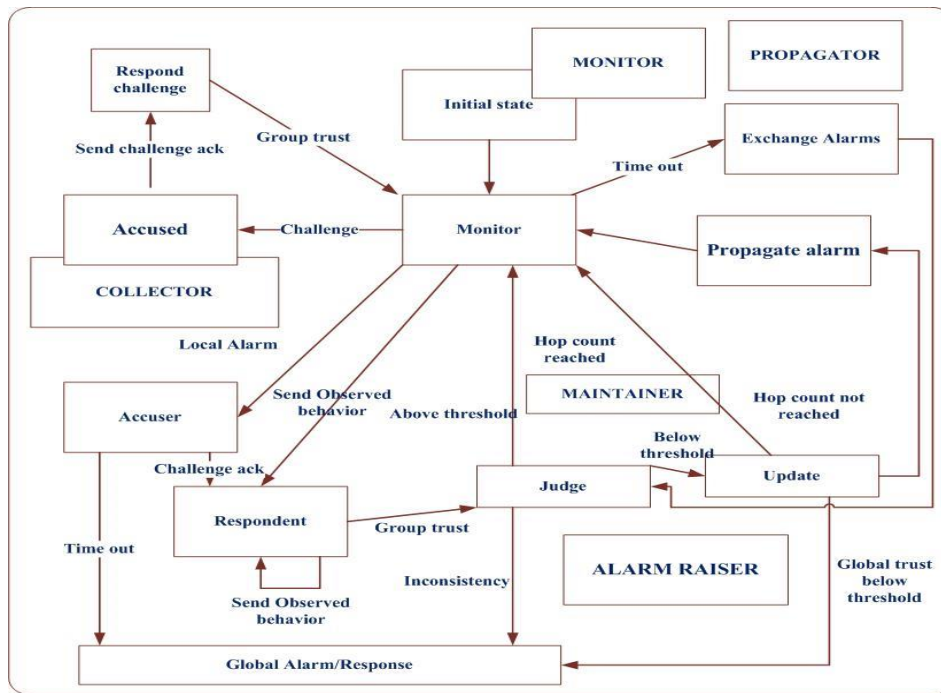 Respond
challenge
MONITOR
PROPAGATOR
Initial state
Exchange Alarms
Send challenge ack
Group trust
Time out
Accused
Challenge
Monitor
Propagate alarm
COLLECTOR
Local Alarm
Hop count
reached
Accuser
Send Observed
behavior
Above threshold
MAINTAINER
Hop count not
reached
Below
threshold
Challenge ack
Judge
Update
Respondent
Group trust
Time out
Inconsistency
ALARM RAISER
Global trust
below
threshold
Send Observed
behavior
Global Alarm/Response